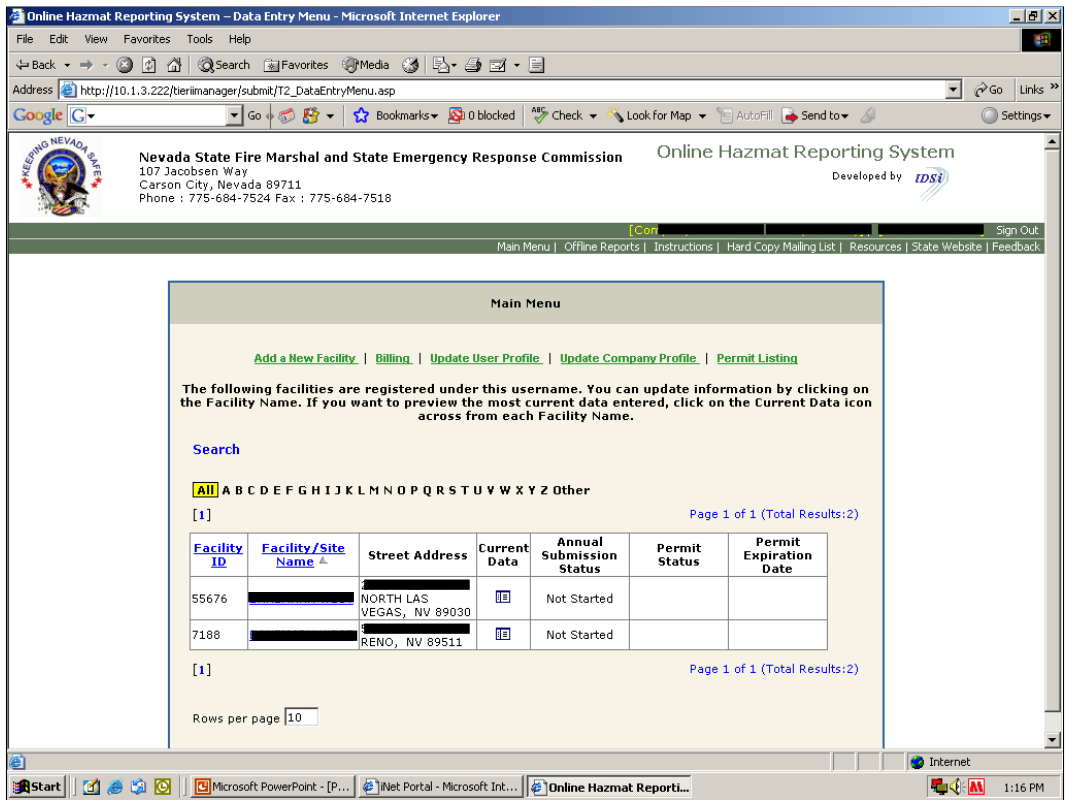 Online Hazmat Reporting System – Data Entry Menu - Microsoft Internet Explorer
File Edit View Favorites Tools Help
Back Search Favorites Media
Address http://10.1.3.222/tieriimanager/submit/T2_DataEntryMenu.asp Go Links »
Google G Go Bookmarks 0 blocked ABC Check Look for Map AutoFill Send to Settings
KEEPING NEVADA SAFE
Nevada State Fire Marshal and State Emergency Response Commission
107 Jacobsen Way
Carson City, Nevada 89711
Phone : 775-684-7524 Fax : 775-684-7518
Online Hazmat Reporting System
Developed by IDSi
[Com Sign Out
Main Menu | Offline Reports | Instructions | Hard Copy Mailing List | Resources | State Website | Feedback
Main Menu
Add a New Facility | Billing | Update User Profile | Update Company Profile | Permit Listing
The following facilities are registered under this username. You can update information by clicking on
the Facility Name. If you want to preview the most current data entered, click on the Current Data icon
across from each Facility Name.
Search
All A B C D E F G H I J K L M N O P Q R S T U V W X Y Z Other
[1] Page 1 of 1 (Total Results:2)
Facility ID Facility/Site Name Street Address Current Data Annual Submission Status Permit Status Permit Expiration Date
55676 NORTH LAS VEGAS, NV 89030 Not Started
7188 RENO, NV 89511 Not Started
[1] Page 1 of 1 (Total Results:2)
Rows per page 10
Internet
Start Microsoft PowerPoint - [P... iNet Portal - Microsoft Int... Online Hazmat Reporti... 1:16 PM